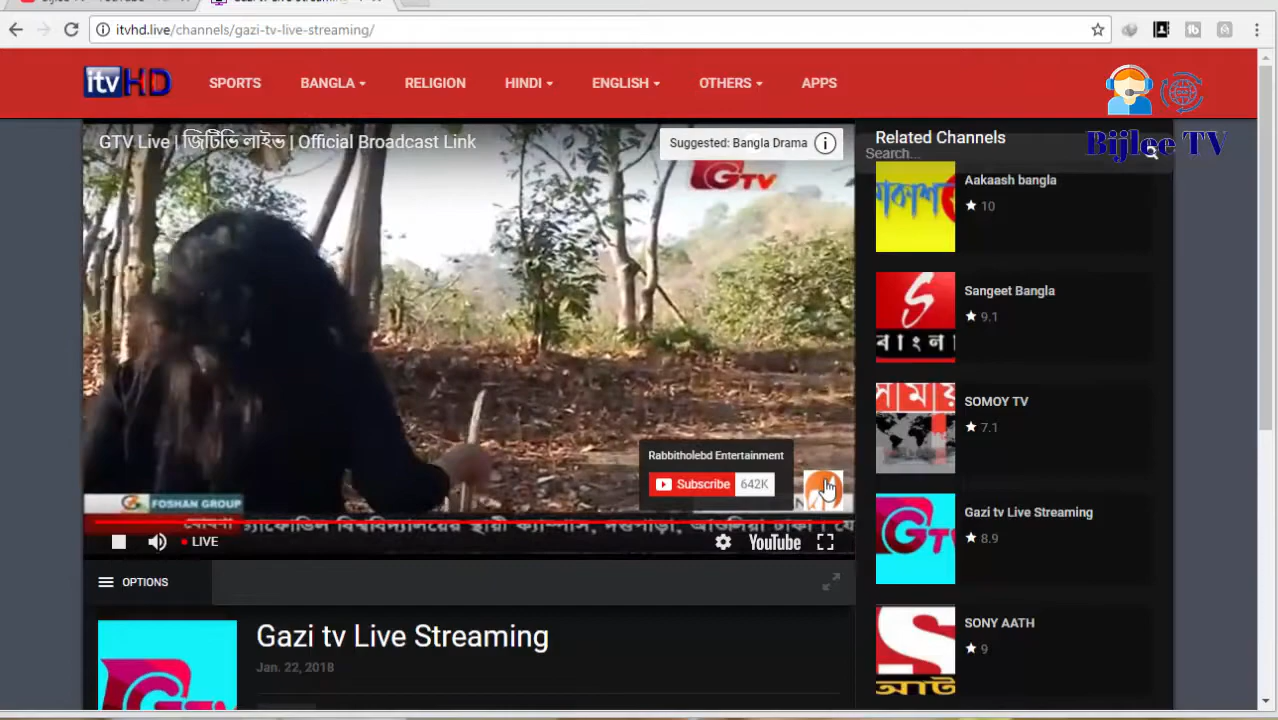 itvhd.live/channels/gazi-tv-live-streaming/
itv HD
SPORTS
BANGLA
RELIGION
HINDI
ENGLISH
OTHERS
APPS
Bijlee TV
GTV Live | জিটিভি লাইভ | Official Broadcast Link
Suggested: Bangla Drama
GTV
Related Channels
Search...
Aakaash bangla
10
Sangeet Bangla
9.1
SOMOY TV
7.1
Gazi tv Live Streaming
8.9
SONY AATH
9
Rabbitholebd Entertainment
Subscribe 642K
FOSHAN GROUP
LIVE
YouTube
OPTIONS
Gazi tv Live Streaming
Jan. 22, 2018